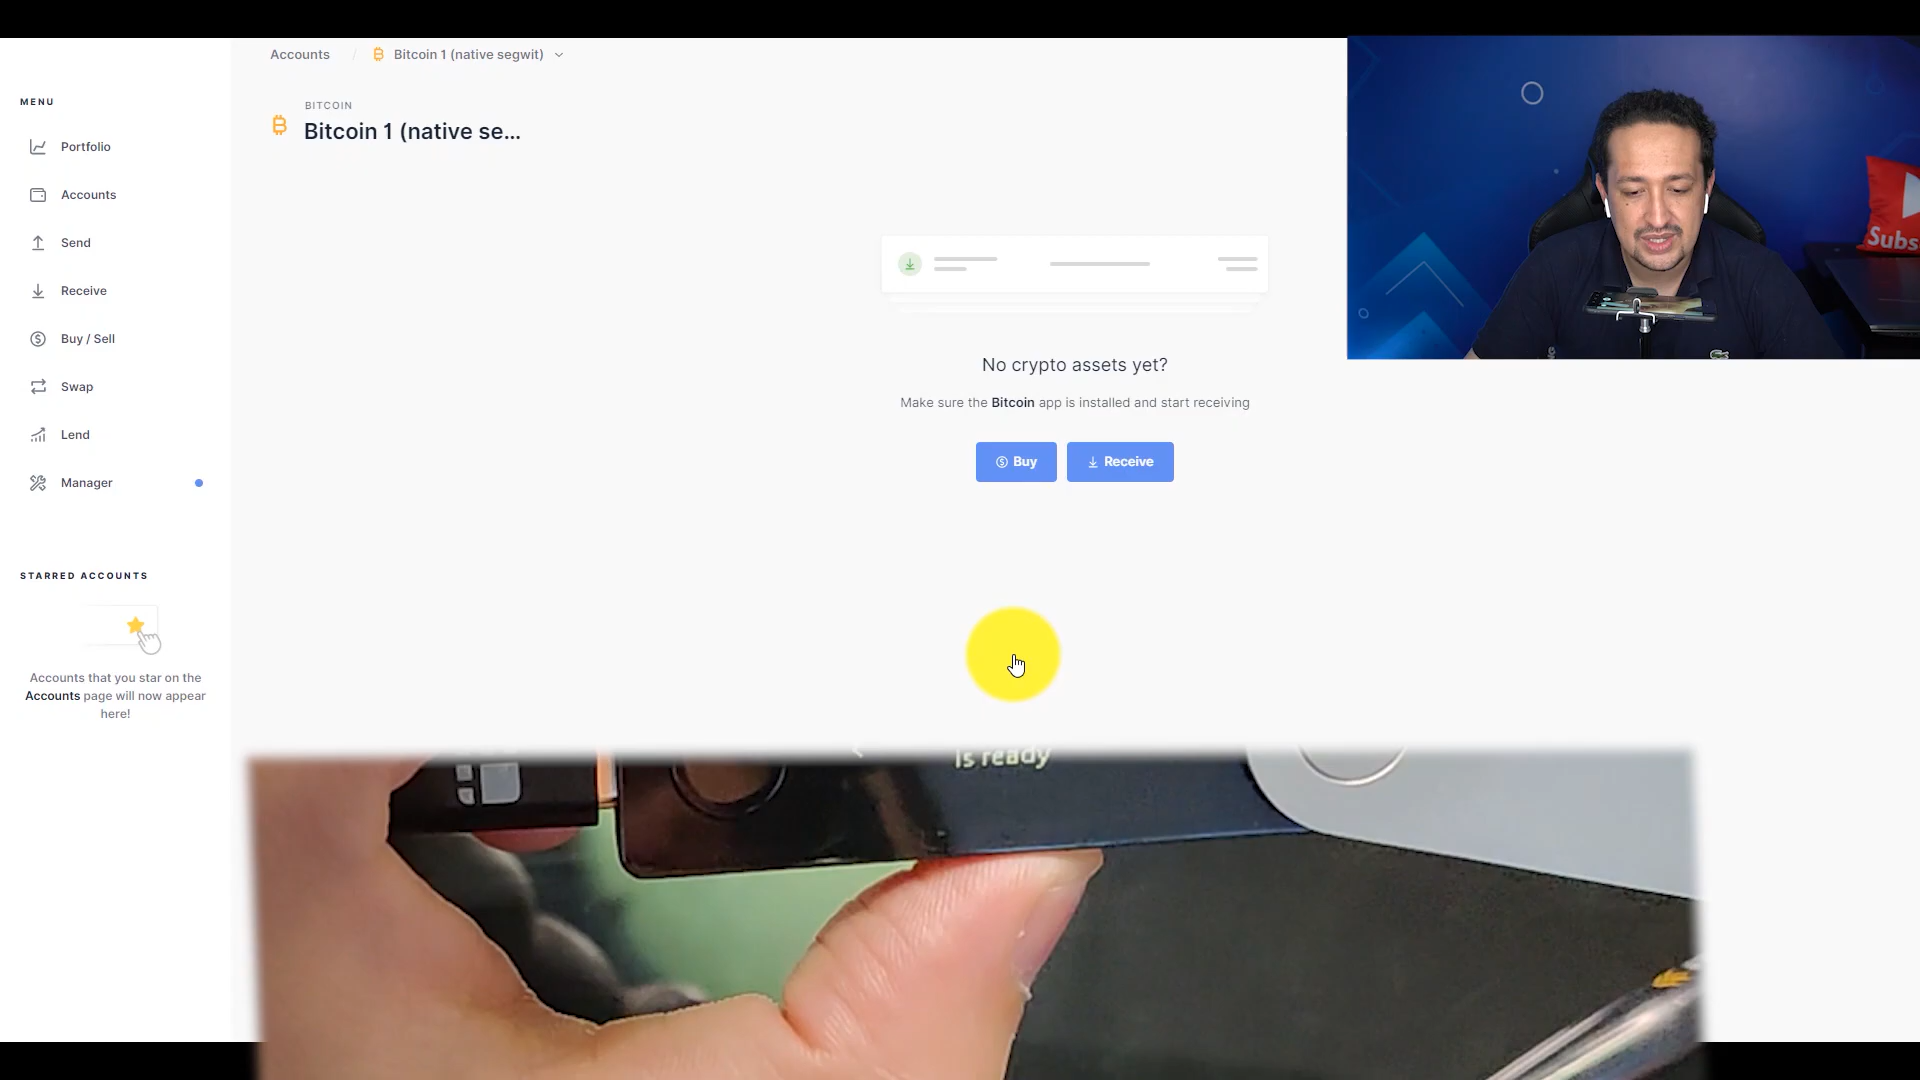 Accounts / Bitcoin 1 (native segwit)
MENU
BITCOIN
Bitcoin 1 (native se...
Portfolio
Accounts
Send
Receive
Buy / Sell
Swap
Lend
Manager
No crypto assets yet?
Make sure the Bitcoin app is installed and start receiving
Buy
Receive
STARRED ACCOUNTS
Accounts that you star on the
Accounts page will now appear
here!
is ready
Subs